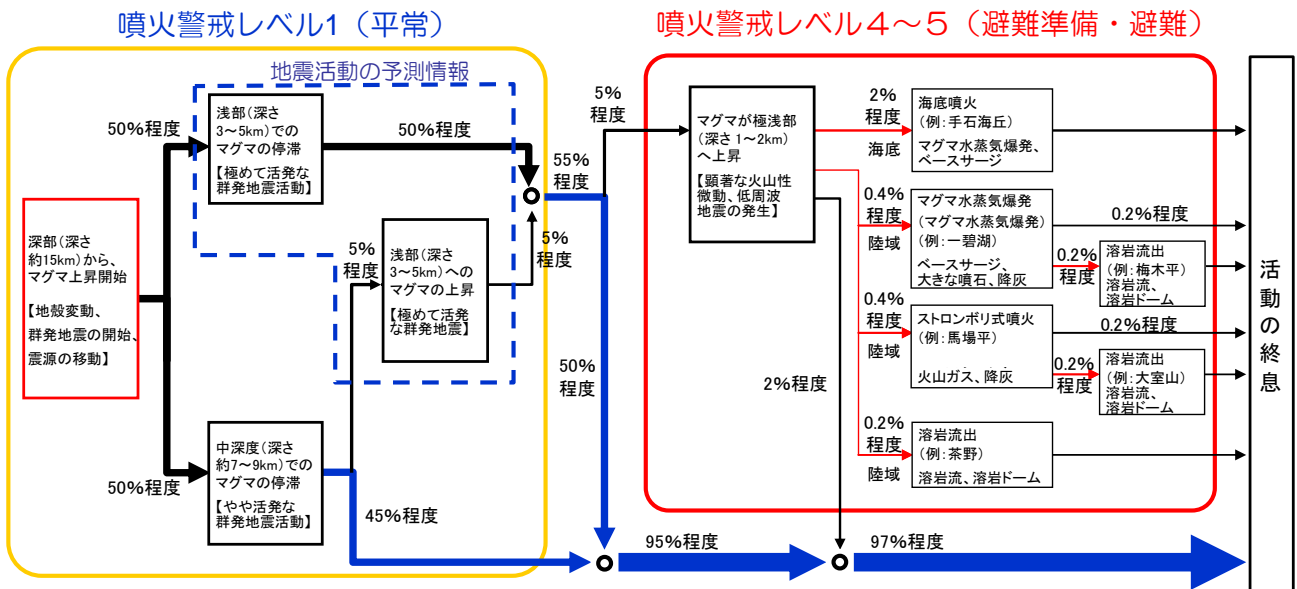 噴火警戒レベル1（平常）
噴火警戒レベル4～5（避難準備・避難）
地震活動の予測情報
深部（深さ
約15km）から、
マグマ上昇開始
【地殻変動、
群発地震の開始、
震源の移動】
50%程度
浅部（深さ
3～5km）での
マグマの停滞
【極めて活発な
群発地震活動】
50%程度
50%程度
中深度（深さ
約7～9km）での
マグマの停滞
【やや活発な
群発地震活動】
5%
程度
浅部（深さ
3～5km）への
マグマの上昇
【極めて活発
な群発地震】
5%
程度
45%程度
55%
程度
50%
程度
5%
程度
マグマが極浅部
（深さ1～2km）
へ上昇
【顕著な火山性
微動、低周波
地震の発生】
2%程度
2%
程度
海底
海底噴火
（例：手石海丘）
マグマ水蒸気爆発、
ベースサージ
0.4%
程度
陸域
マグマ水蒸気爆発
（マグマ水蒸気爆発）
（例：一碧湖）
ベースサージ、
大きな噴石、降灰
0.2%程度
0.2%
程度
溶岩流出
（例：梅木平）
溶岩流、
溶岩ドーム
0.4%
程度
陸域
ストロンボリ式噴火
（例：馬場平）
火山ガス、降灰
0.2%程度
0.2%
程度
溶岩流出
（例：大室山）
溶岩流、
溶岩ドーム
0.2%
程度
陸域
溶岩流出
（例：茶野）
溶岩流、溶岩ドーム
95%程度
97%程度
活動の終息